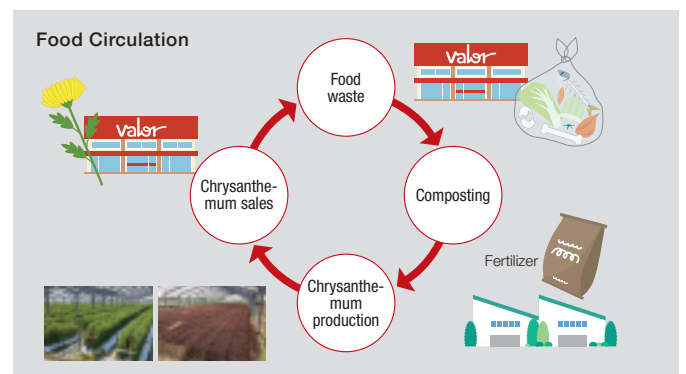 Food Circulation
Food
waste
valor
valor
Chrysanthe-
mum sales
Composting
Fertilizer
Chrysanthe-
mum
production